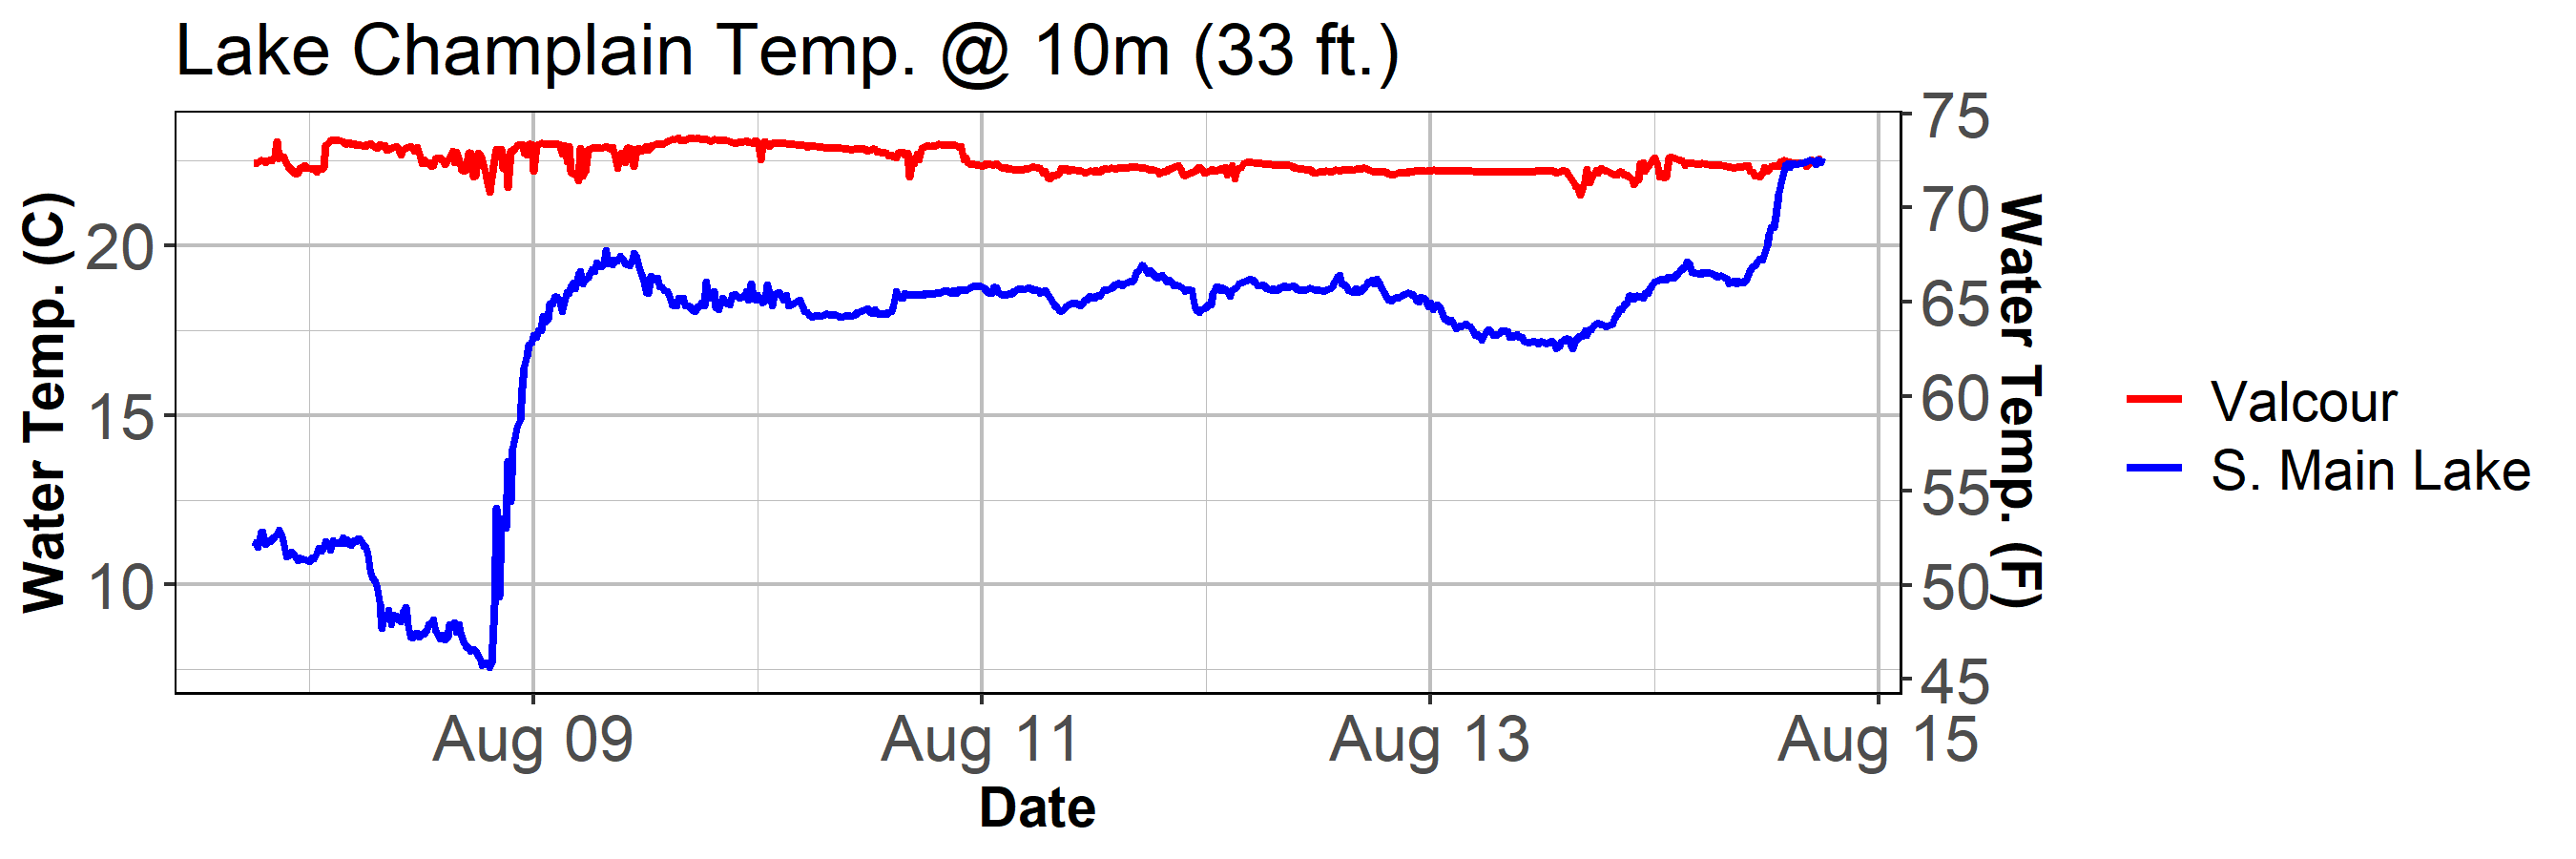 Lake Champlain Temp. @ 10m (33 ft.)
Water Temp. (C)
20
15
10
75
70
65
60
55
50
45
Water Temp. (F)
Aug 09
Aug 11
Aug 13
Aug 15
Date
Valcour
S. Main Lake